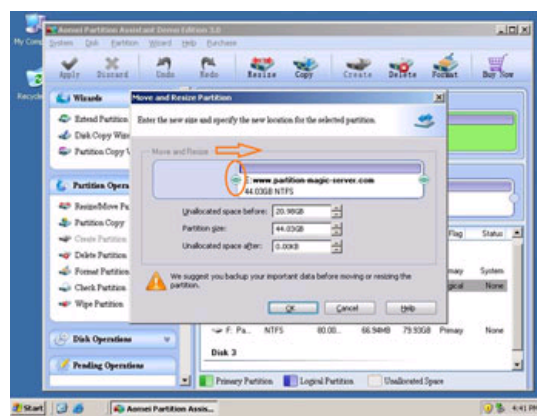 Aomei Partition Assistant Demo Edition 3.0
My Comp
System Disk Partition Wizard Help Purchase
Apply Discard Undo Redo Resize Copy Create Delete Format Buy Now
Recycle
Wizards
Extend Partition
Disk Copy Wiz
Partition Copy
Move and Resize Partition
Enter the new size and specify the new location for the selected partition.
Move and Resize
www.partition-magic-server.com
44.03GB NTFS
Unallocated space before: 20.98GB
Partition size: 44.03GB
Unallocated space after: 0.00KB
We suggest you backup your important data before moving or resizing the
partition.
OK Cancel Help
Partition Opera
Resize/Move Pa
Partition Copy
Create Partition
Delete Partition
Format Partition
Check Partition
Wipe Partition
Flag Status
mary System
gical None
F: Pa... NTFS 80.00... 66.94MB 79.93GB Primary None
Disk Operations
Disk 3
Pending Operations
Primary Partition Logical Partition Unallocated Space
Start Aomei Partition Assis... 4:41 PM